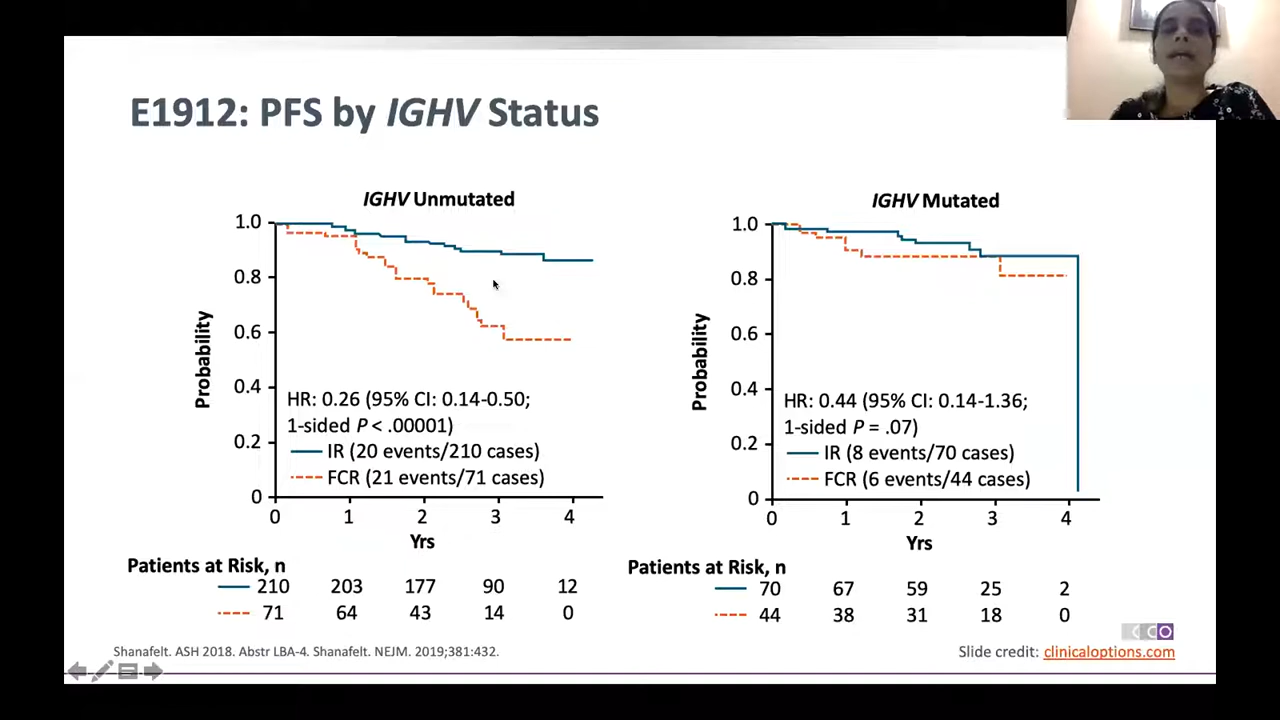 E1912: PFS by IGHV Status
IGHV Unmutated
1.0
0.8
0.6
0.4
0.2
0
Probability
HR: 0.26 (95% CI: 0.14-0.50;
1-sided P < .00001)
IR (20 events/210 cases)
FCR (21 events/71 cases)
0 1 2 3 4
Yrs
Patients at Risk, n
210 203 177 90 12
71 64 43 14 0
IGHV Mutated
1.0
0.8
0.6
0.4
0.2
0
Probability
HR: 0.44 (95% CI: 0.14-1.36;
1-sided P = .07)
IR (8 events/70 cases)
FCR (6 events/44 cases)
0 1 2 3 4
Yrs
Patients at Risk, n
70 67 59 25 2
44 38 31 18 0
CCO
Shanafelt. ASH 2018. Abstr LBA-4. Shanafelt. NEJM. 2019;381:432.
Slide credit: clinicaloptions.com